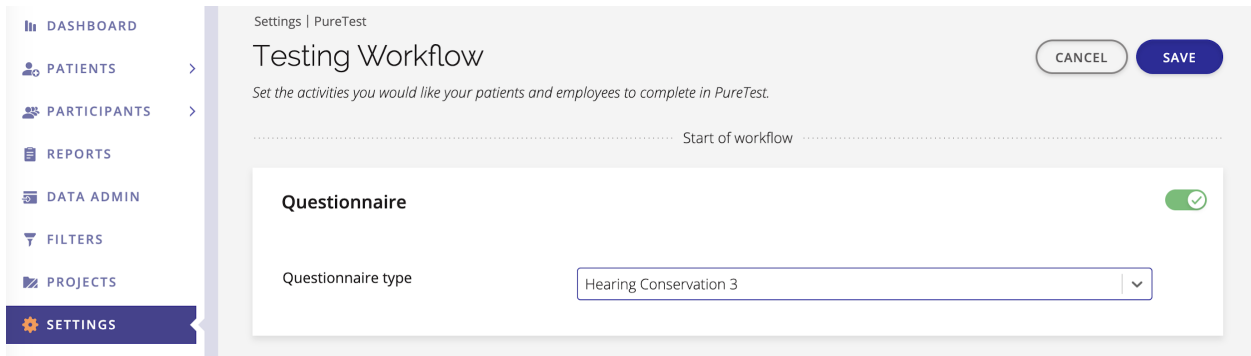 DASHBOARD
PATIENTS
PARTICIPANTS
REPORTS
DATA ADMIN
FILTERS
PROJECTS
SETTINGS
Settings | PureTest
Testing Workflow
CANCEL
SAVE
Set the activities you would like your patients and employees to complete in PureTest.
Start of workflow
Questionnaire
Questionnaire type
Hearing Conservation 3